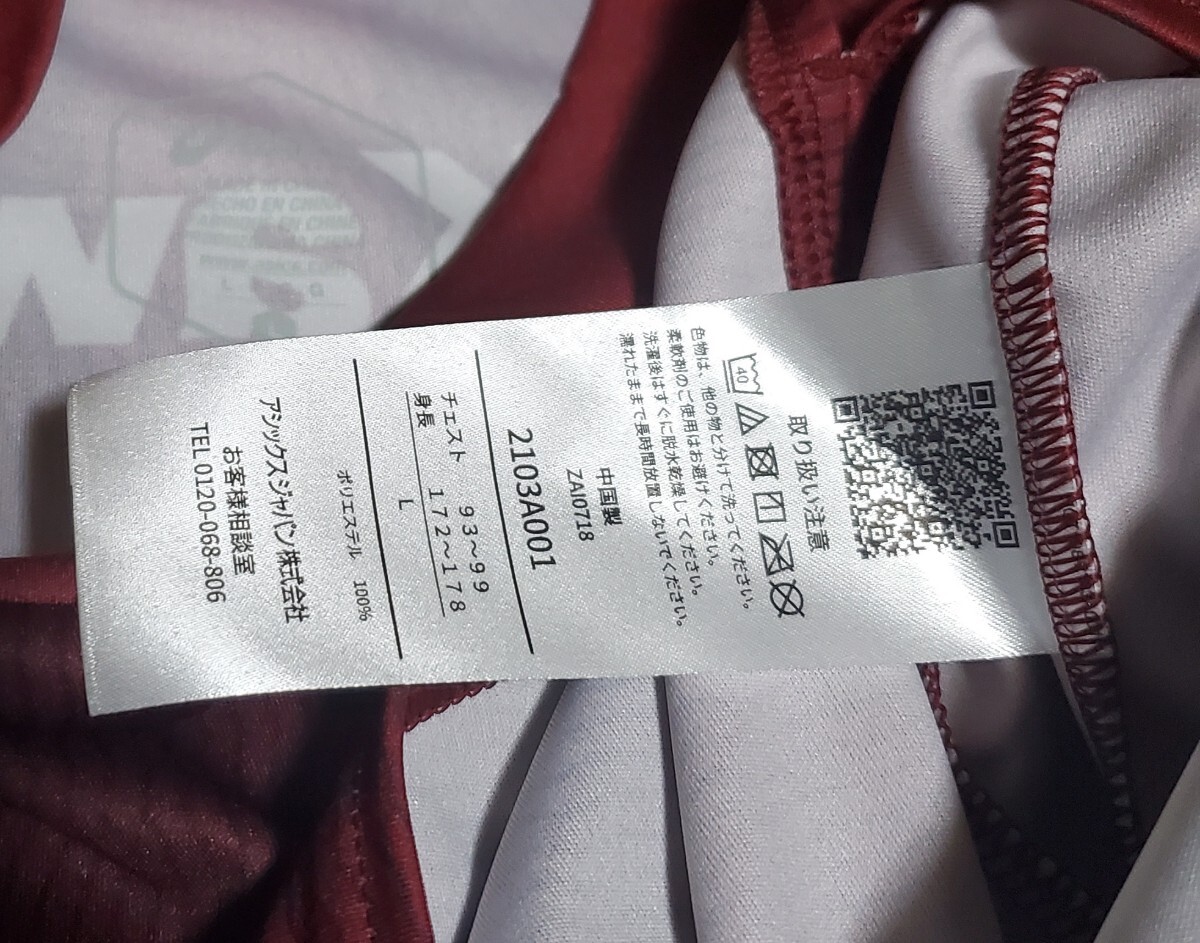 取り扱い注意
40
色物は、他の物と分けて洗ってください。
柔軟剤のご使用はお避けください。
洗濯後はすぐに脱水乾燥してください。
濡れたままで長時間放置しないでください。
中国製
ZAI0718
2103A001
チェスト 93~99
身長 172~178
L
ポリエステル 100%
アシックスジャパン株式会社
お客様相談室
TEL 0120-068-806
HECHO EN CHINA